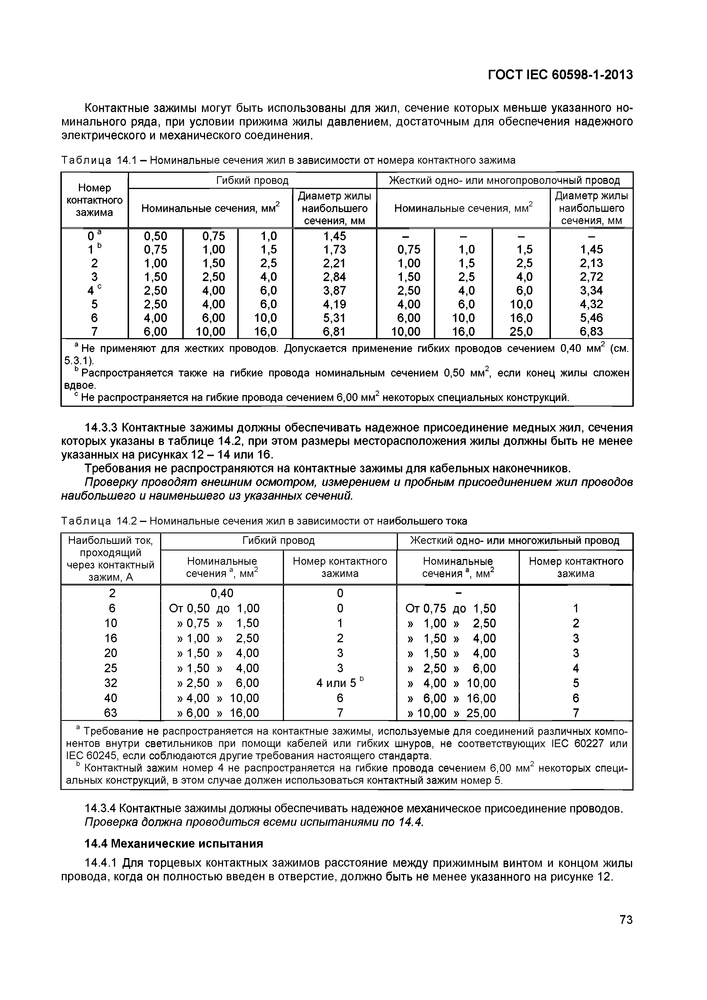 ГОСТ IEC 60598-1-2013
Контактные зажимы могут быть использованы для жил, сечение которых меньше указанного но-
минального ряда, при условии прижима жилы давлением, достаточным для обеспечения надежного
электрического и механического соединения.
Таблица 14.1 – Номинальные сечения жил в зависимости от номера контактного зажима
Номер контактного зажима | Гибкий провод | Жесткий одно- или многопроволочный провод
Номинальные сечения, мм² | Диаметр жилы наибольшего сечения, мм | Номинальные сечения, мм² | Диаметр жилы наибольшего сечения, мм
0 ᵃ | 0,50 | 0,75 | 1,0 | 1,45 | – | – | – | –
1 ᵇ | 0,75 | 1,00 | 1,5 | 1,73 | 0,75 | 1,0 | 1,5 | 1,45
2 | 1,00 | 1,50 | 2,5 | 2,21 | 1,00 | 1,5 | 2,5 | 2,13
3 | 1,50 | 2,50 | 4,0 | 2,84 | 1,50 | 2,5 | 4,0 | 2,72
4 ᶜ | 2,50 | 4,00 | 6,0 | 3,87 | 2,50 | 4,0 | 6,0 | 3,34
5 | 2,50 | 4,00 | 6,0 | 4,19 | 4,00 | 6,0 | 10,0 | 4,32
6 | 4,00 | 6,00 | 10,0 | 5,31 | 6,00 | 10,0 | 16,0 | 5,46
7 | 6,00 | 10,00 | 16,0 | 6,81 | 10,00 | 16,0 | 25,0 | 6,83
ᵃ Не применяют для жестких проводов. Допускается применение гибких проводов сечением 0,40 мм² (см.
5.3.1).
ᵇ Распространяется также на гибкие провода номинальным сечением 0,50 мм², если конец жилы сложен
вдвое.
ᶜ Не распространяется на гибкие провода сечением 6,00 мм² некоторых специальных конструкций.
14.3.3 Контактные зажимы должны обеспечивать надежное присоединение медных жил, сечения
которых указаны в таблице 14.2, при этом размеры месторасположения жилы должны быть не менее
указанных на рисунках 12 – 14 или 16.
Требования не распространяются на контактные зажимы для кабельных наконечников.
Проверку проводят внешним осмотром, измерением и пробным присоединением жил проводов
наибольшего и наименьшего из указанных сечений.
Таблица 14.2 – Номинальные сечения жил в зависимости от наибольшего тока
Наибольший ток, проходящий через контактный зажим, А | Гибкий провод | Жесткий одно- или многожильный провод
Номинальные сечения ᵃ, мм² | Номер контактного зажима | Номинальные сечения ᵃ, мм² | Номер контактного зажима
2 | 0,40 | 0 | –
6 | От 0,50 до 1,00 | 0 | От 0,75 до 1,50 | 1
10 | » 0,75 » 1,50 | 1 | » 1,00 » 2,50 | 2
16 | » 1,00 » 2,50 | 2 | » 1,50 » 4,00 | 3
20 | » 1,50 » 4,00 | 3 | » 1,50 » 4,00 | 3
25 | » 1,50 » 4,00 | 3 | » 2,50 » 6,00 | 4
32 | » 2,50 » 6,00 | 4 или 5 ᵇ | » 4,00 » 10,00 | 5
40 | » 4,00 » 10,00 | 6 | » 6,00 » 16,00 | 6
63 | » 6,00 » 16,00 | 7 | » 10,00 » 25,00 | 7
ᵃ Требование не распространяется на контактные зажимы, используемые для соединений различных компо-
нентов внутри светильников при помощи кабелей или гибких шнуров, не соответствующих IEC 60227 или
IEC 60245, если соблюдаются другие требования настоящего стандарта.
ᵇ Контактный зажим номер 4 не распространяется на гибкие провода сечением 6,00 мм² некоторых специ-
альных конструкций, в этом случае должен использоваться контактный зажим номер 5.
14.3.4 Контактные зажимы должны обеспечивать надежное механическое присоединение проводов.
Проверка должна проводиться всеми испытаниями по 14.4.
14.4 Механические испытания
14.4.1 Для торцевых контактных зажимов расстояние между прижимным винтом и концом жилы
провода, когда он полностью введен в отверстие, должно быть не менее указанного на рисунке 12.
73